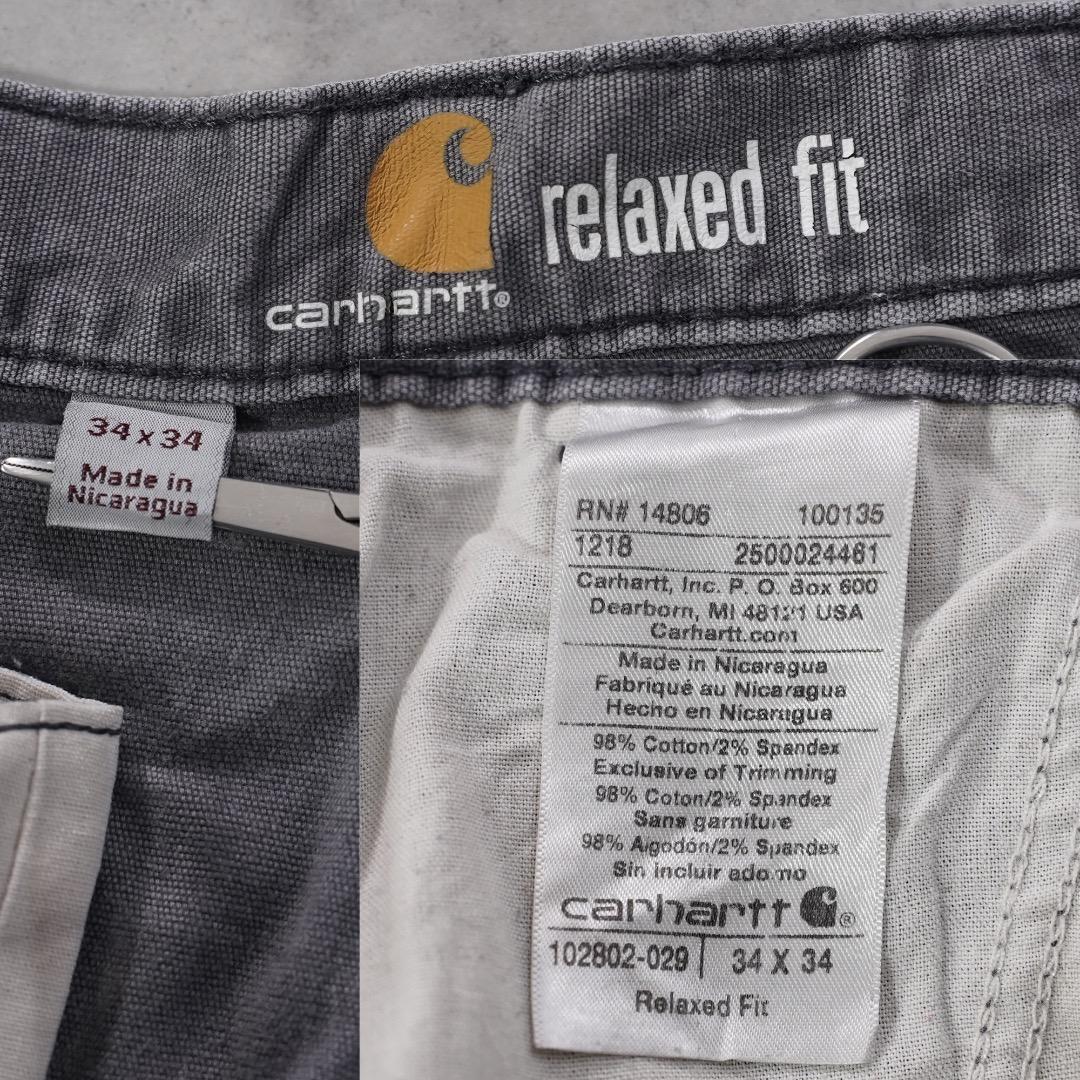 carhartt®
relaxed fit
34 x 34
Made in
Nicaragua
RN# 14806 100135
1218 2500024461
Carhartt, Inc. P. O. Box 600
Dearborn, MI 48121 USA
Carhartt.com
Made in Nicaragua
Fabriqué au Nicaragua
Hecho en Nicaragua
98% Cotton/2% Spandex
Exclusive of Trimming
98% Coton/2% Spandex
Sans garniture
98% Algodón/2% Spandex
Sin incluir adorno
carhartt ®
102802-029 | 34 X 34
Relaxed Fit